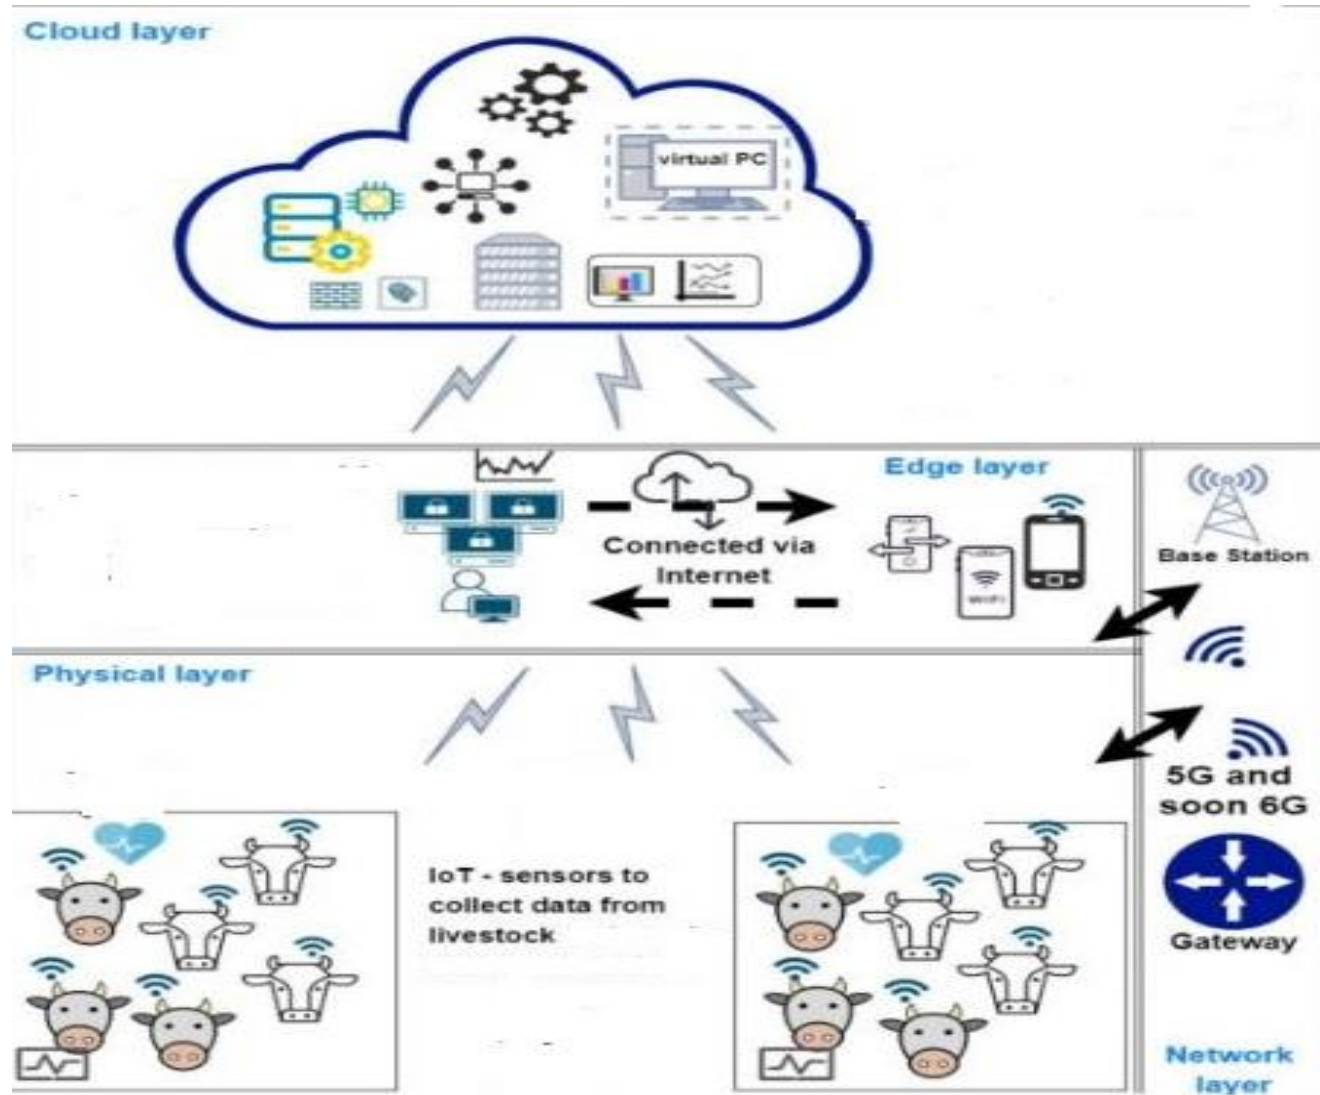 Cloud layer
virtual PC
Edge layer
Connected via
Internet
WiFi
Base Station
Physical layer
5G and
soon 6G
IoT - sensors to
collect data from
livestock
Gateway
Network
layer